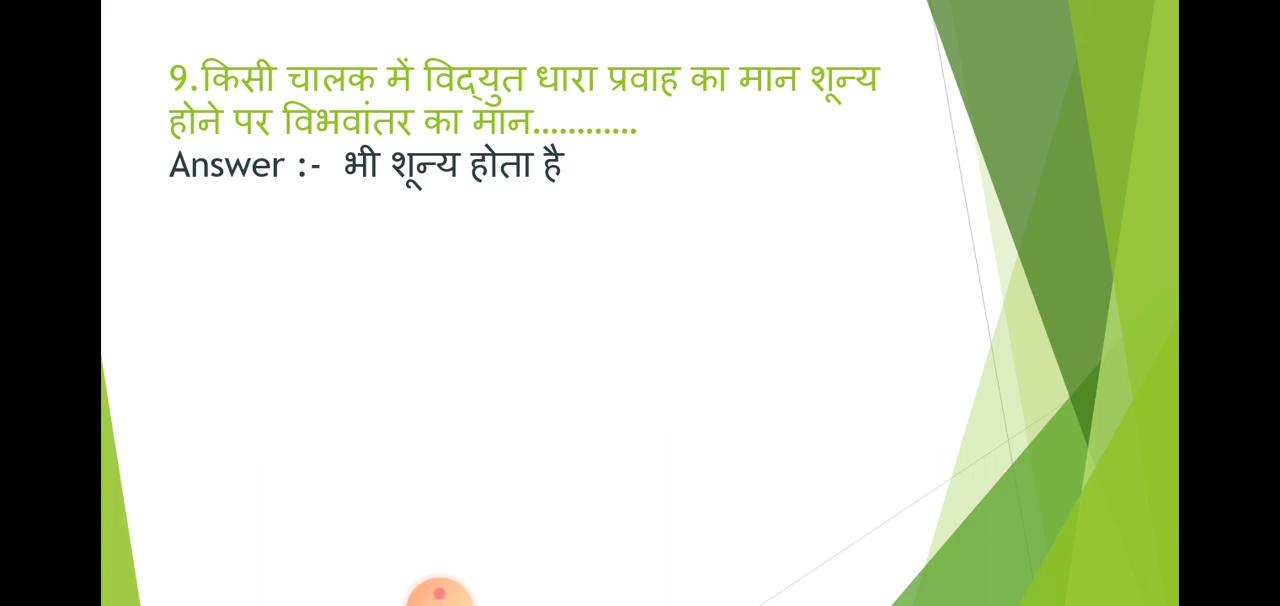 9.किसी चालक में विद्‌युत धारा प्रवाह का मान शून्य
होने पर विभवांतर का मान............
Answer :-  भी शून्य होता है